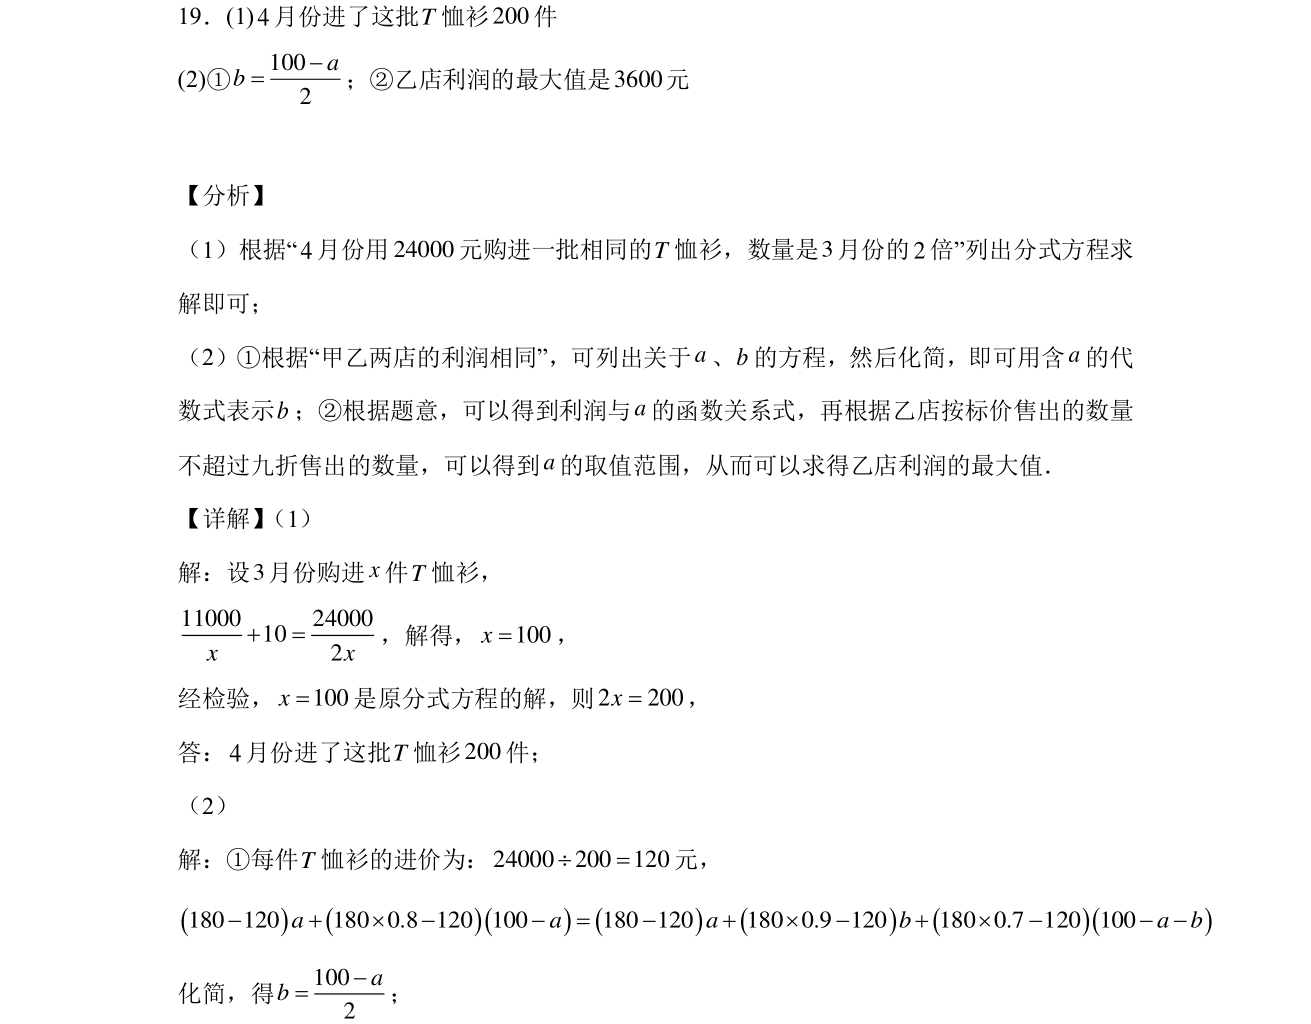 19．(1)4月份进了这批T恤衫200件
(2)①b=\frac{100-a}{2}；②乙店利润的最大值是3600元
【分析】
（1）根据“4月份用24000元购进一批相同的T恤衫，数量是3月份的2倍”列出分式方程求
解即可；
（2）①根据“甲乙两店的利润相同”，可列出关于a、b的方程，然后化简，即可用含a的代
数式表示b；②根据题意，可以得到利润与a的函数关系式，再根据乙店按标价售出的数量
不超过九折售出的数量，可以得到a的取值范围，从而可以求得乙店利润的最大值．
【详解】（1）
解：设3月份购进x件T恤衫，
\frac{11000}{x}+10=\frac{24000}{2x}，解得，x=100，
经检验，x=100是原分式方程的解，则2x=200，
答：4月份进了这批T恤衫200件；
（2）
解：①每件T恤衫的进价为：24000÷200=120元，
(180-120)a+(180×0.8-120)(100-a)=(180-120)a+(180×0.9-120)b+(180×0.7-120)(100-a-b)
化简，得b=\frac{100-a}{2}；